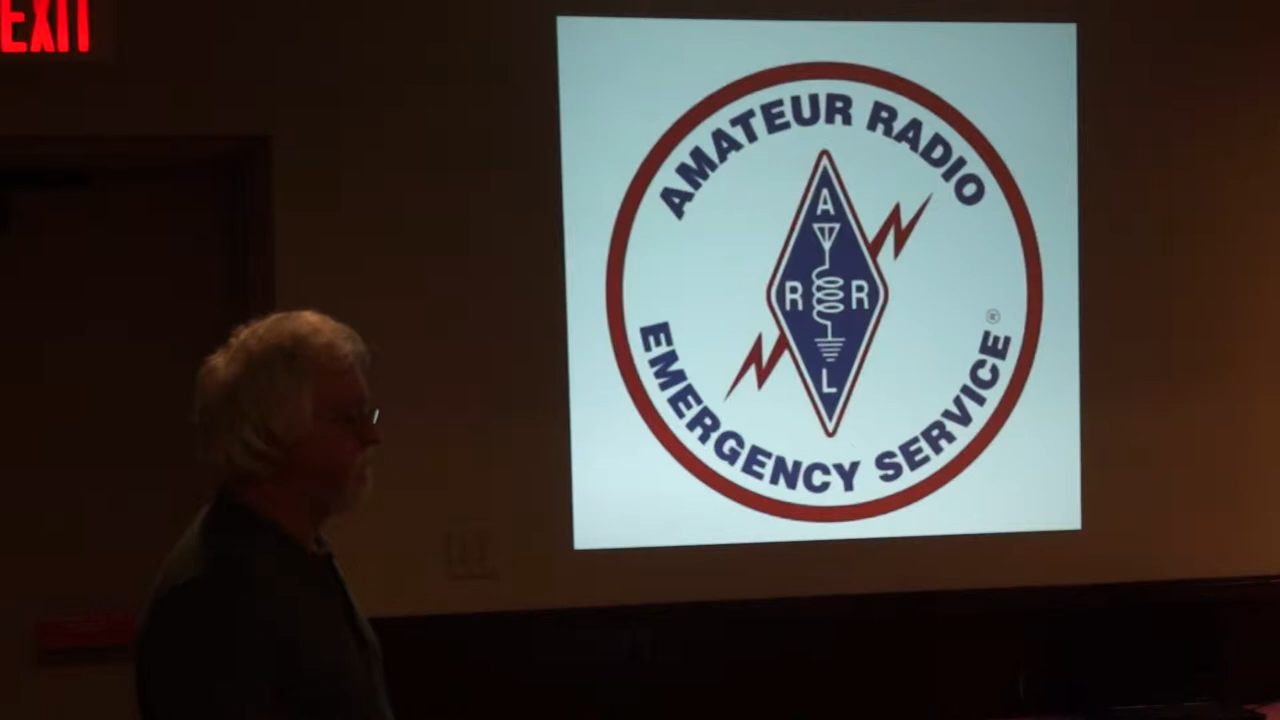 EXIT
AMATEUR RADIO
A
R R
L
EMERGENCY SERVICE®